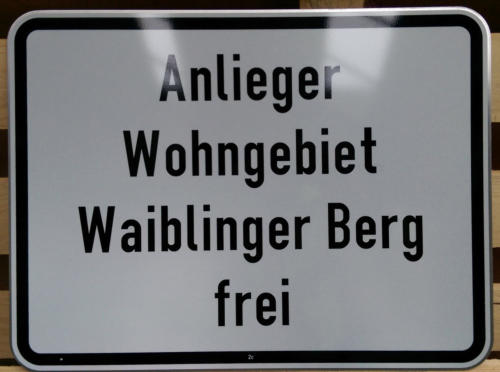 Anlieger
Wohngebiet
Waiblinger Berg
frei